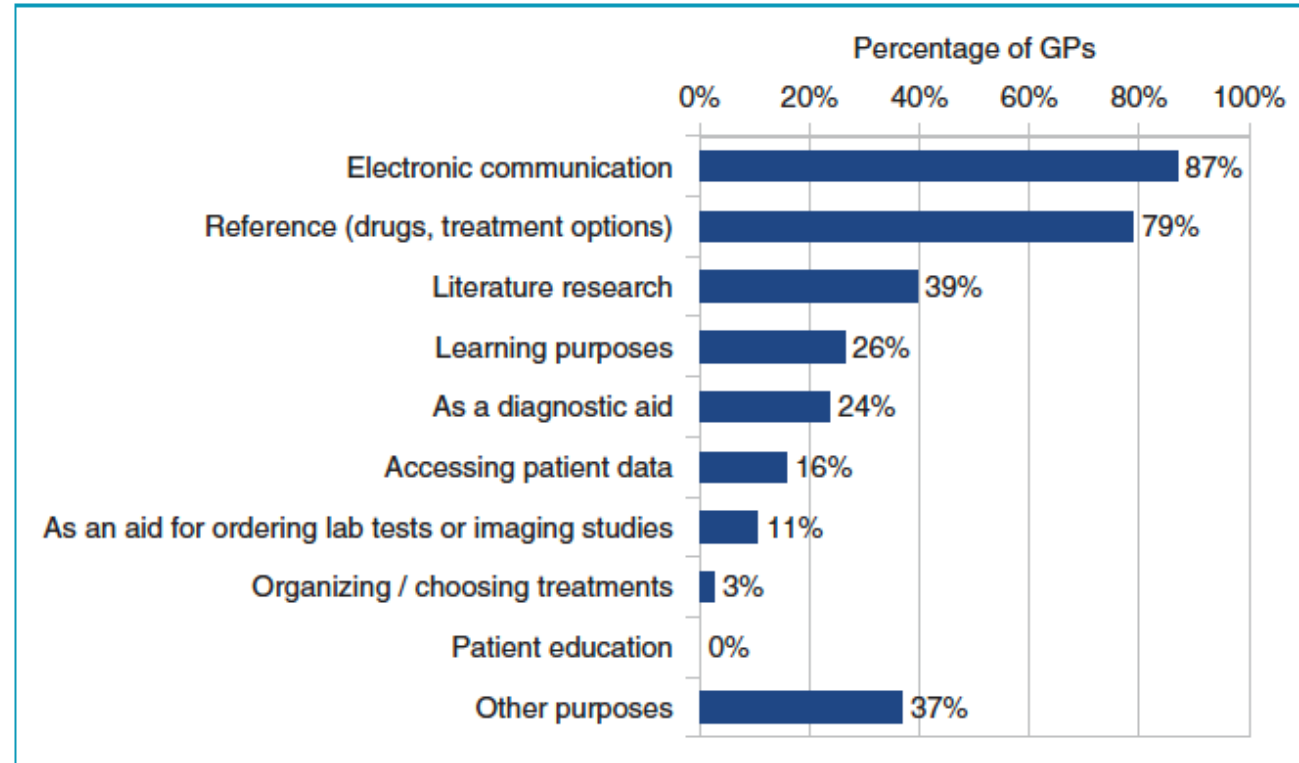 Percentage of GPs
0% 20% 40% 60% 80% 100%
Electronic communication 87%
Reference (drugs, treatment options) 79%
Literature research 39%
Learning purposes 26%
As a diagnostic aid 24%
Accessing patient data 16%
As an aid for ordering lab tests or imaging studies 11%
Organizing / choosing treatments 3%
Patient education 0%
Other purposes 37%